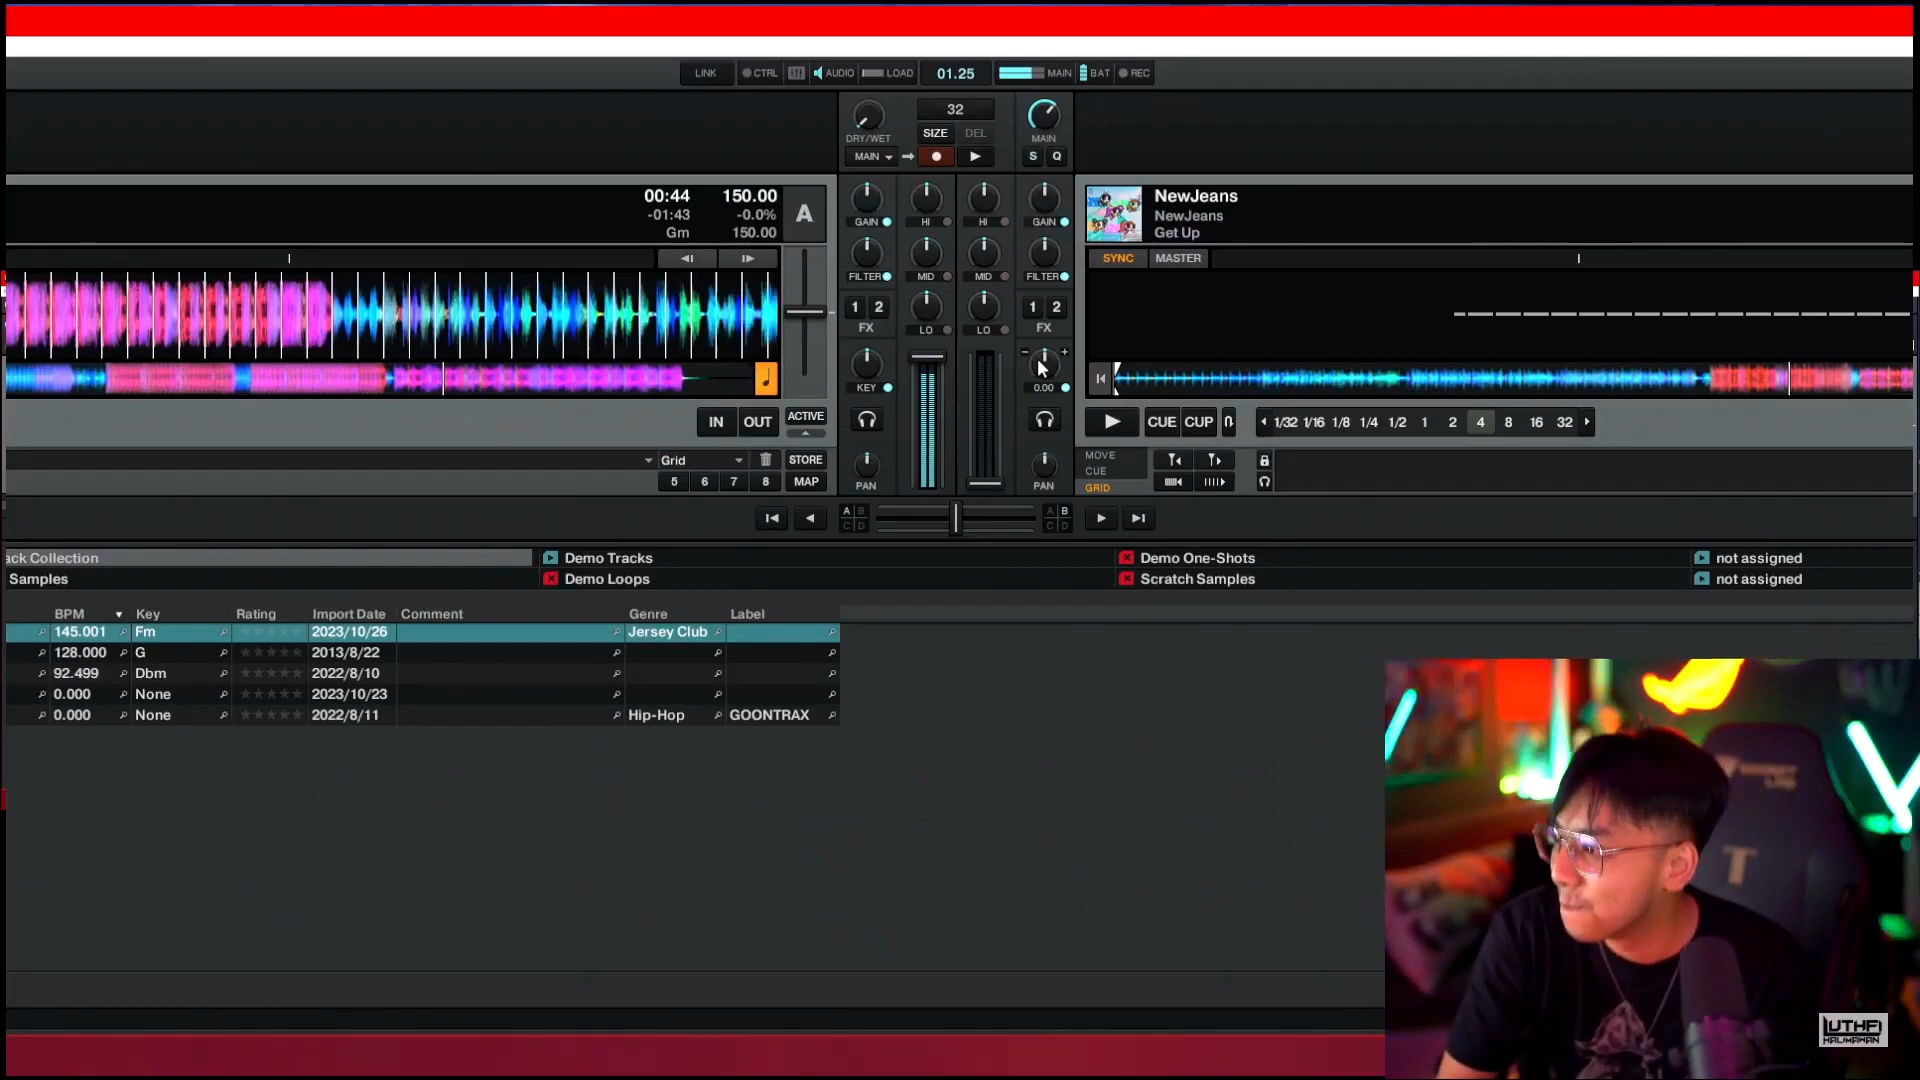 LINK CTRL AUDIO LOAD 01.25 MAIN BAT REC
32
DRY/WET SIZE DEL MAIN
MAIN S Q
00:44 150.00
-01:43 -0.0%
Gm 150.00
A
GAIN HI HI GAIN
FILTER MID MID FILTER
1 2 1 2
FX LO LO FX
KEY 0.00
PAN PAN
NewJeans
NewJeans
Get Up
SYNC MASTER
IN OUT ACTIVE
CUE CUP 1/32 1/16 1/8 1/4 1/2 1 2 4 8 16 32
Grid STORE
5 6 7 8 MAP
MOVE
CUE
GRID
A B
C D
A B
C D
ack Collection Demo Tracks Demo One-Shots not assigned
Samples Demo Loops Scratch Samples not assigned
BPM Key Rating Import Date Comment Genre Label
145.001 Fm 2023/10/26 Jersey Club
128.000 G 2013/8/22
92.499 Dbm 2022/8/10
0.000 None 2023/10/23
0.000 None 2022/8/11 Hip-Hop GOONTRAX
LUTHFI
HALIMAWAN